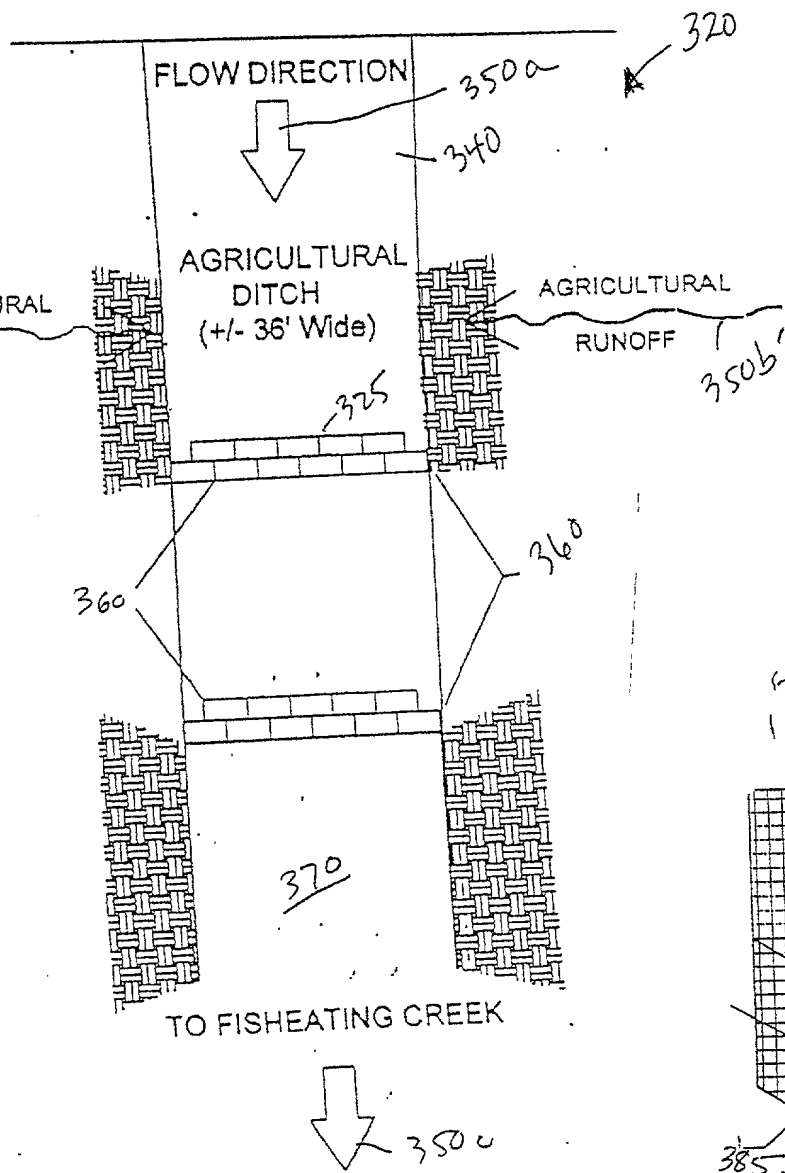 320
FLOW DIRECTION
350a
340
AGRICULTURAL
DITCH
(+/- 36' Wide)
URAL
AGRICULTURAL
RUNOFF
350b'
325
360
360
370
TO FISHEATING CREEK
350c
385